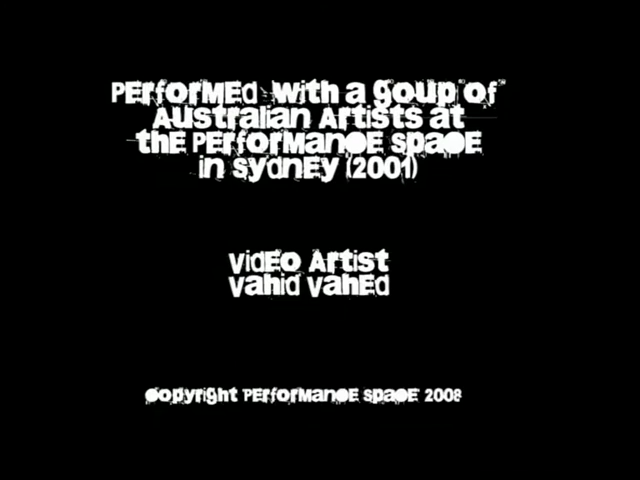 Performed with a goup of
Australian Artists at
the Performance Space
in Sydney (2001)
Video Artist
Vahid Vahed
Copyright Performance Space 2008